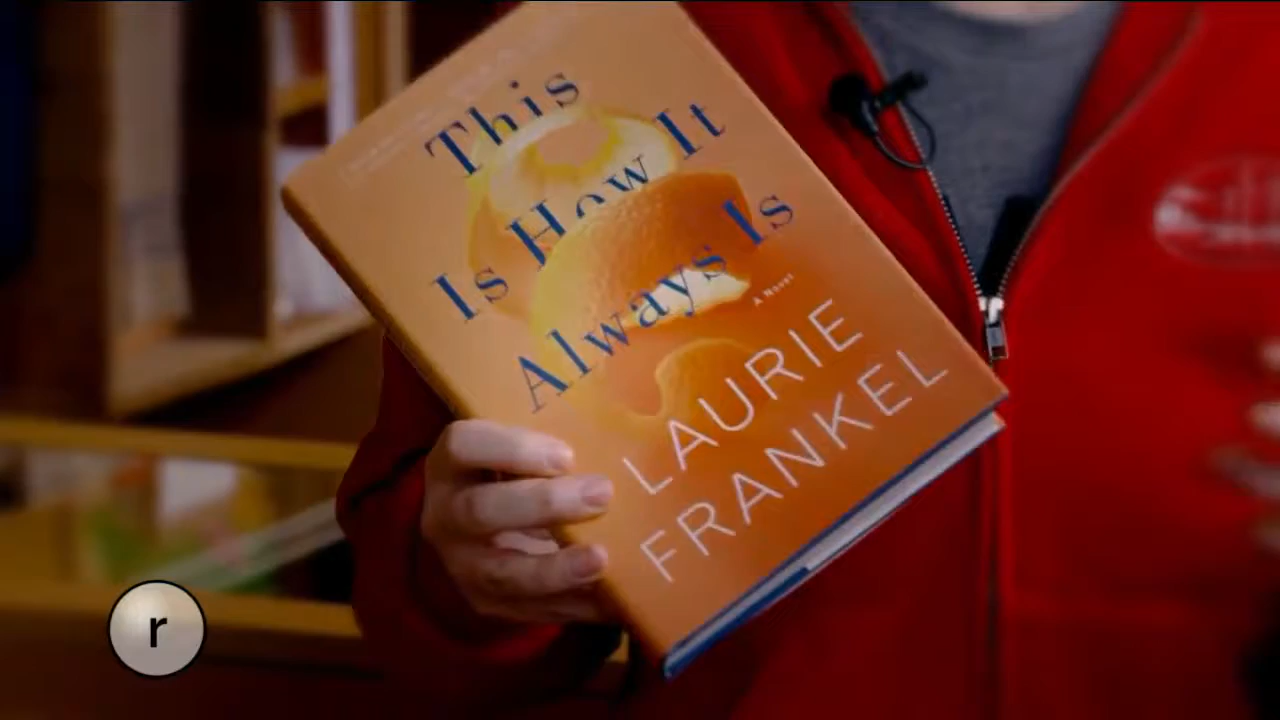 This
Is How It
Always Is
A Novel
LAURIE
FRANKEL
r